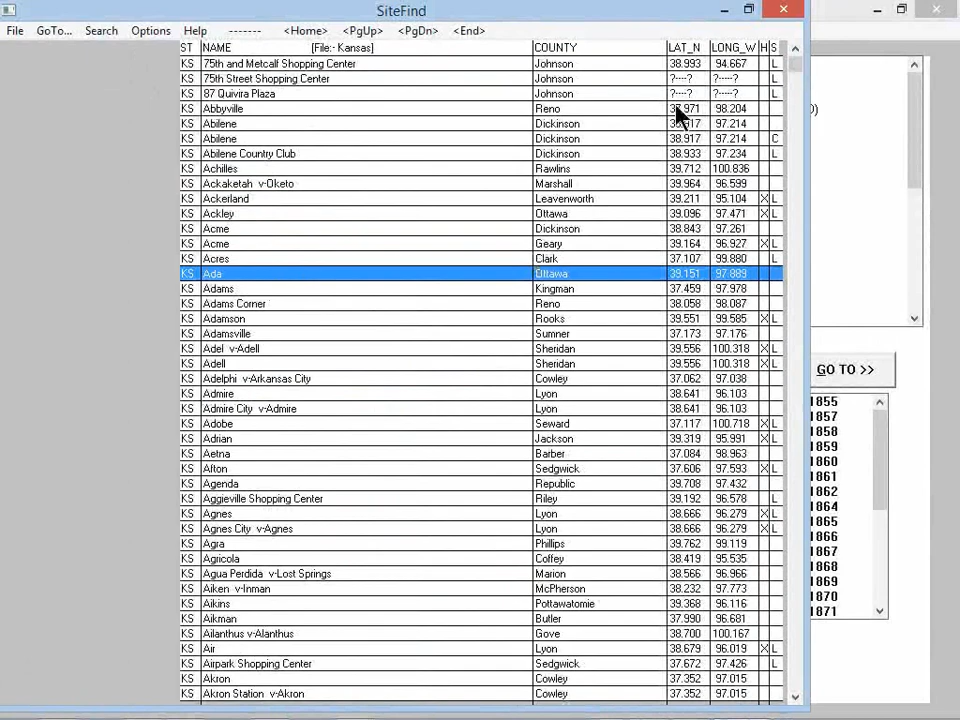 SiteFind
File GoTo... Search Options Help ------- <Home> <PgUp> <PgDn> <End>
ST NAME [File:- Kansas] COUNTY LAT_N LONG_W H S
KS 75th and Metcalf Shopping Center Johnson 38.993 94.667 L
KS 75th Street Shopping Center Johnson ?----? ?-----? L
KS 87 Quivira Plaza Johnson ?----? ?-----? L
KS Abbyville Reno 37.971 98.204
KS Abilene Dickinson 38.917 97.214
KS Abilene Dickinson 38.917 97.214 C
KS Abilene Country Club Dickinson 38.933 97.234 L
KS Achilles Rawlins 39.712 100.836
KS Ackaketah v-Oketo Marshall 39.964 96.599
KS Ackerland Leavenworth 39.211 95.104 X L
KS Ackley Ottawa 39.096 97.471 X L
KS Acme Dickinson 38.843 97.261
KS Acme Geary 39.164 96.927 X L
KS Acres Clark 37.107 99.880 L
KS Ada Ottawa 39.151 97.889
KS Adams Kingman 37.459 97.978
KS Adams Corner Reno 38.058 98.087
KS Adamson Rooks 39.551 99.585 X L
KS Adamsville Sumner 37.173 97.176
KS Adel v-Adell Sheridan 39.556 100.318 X L
KS Adell Sheridan 39.556 100.318 X L
KS Adelphi v-Arkansas City Cowley 37.062 97.038
KS Admire Lyon 38.641 96.103
KS Admire City v-Admire Lyon 38.641 96.103
KS Adobe Seward 37.117 100.718 X L
KS Adrian Jackson 39.319 95.991 X L
KS Aetna Barber 37.084 98.963
KS Afton Sedgwick 37.606 97.593 X L
KS Agenda Republic 39.708 97.432
KS Aggieville Shopping Center Riley 39.192 96.578 L
KS Agnes Lyon 38.666 96.279 X L
KS Agnes City v-Agnes Lyon 38.666 96.279 X L
KS Agra Phillips 39.762 99.119
KS Agricola Coffey 38.419 95.535
KS Agua Perdida v-Lost Springs Marion 38.566 96.966
KS Aiken v-Inman McPherson 38.232 97.773
KS Aikins Pottawatomie 39.368 96.116
KS Aikman Butler 37.990 96.681
KS Ailanthus v-Alanthus Gove 38.700 100.167
KS Air Lyon 38.679 96.019 X L
KS Airpark Shopping Center Sedgwick 37.672 97.426 L
KS Akron Cowley 37.352 97.015
KS Akron Station v-Akron Cowley 37.352 97.015
)
GO TO >>
1855
1857
1858
1859
1860
1861
1862
1864
1865
1866
1867
1868
1869
1870
1871